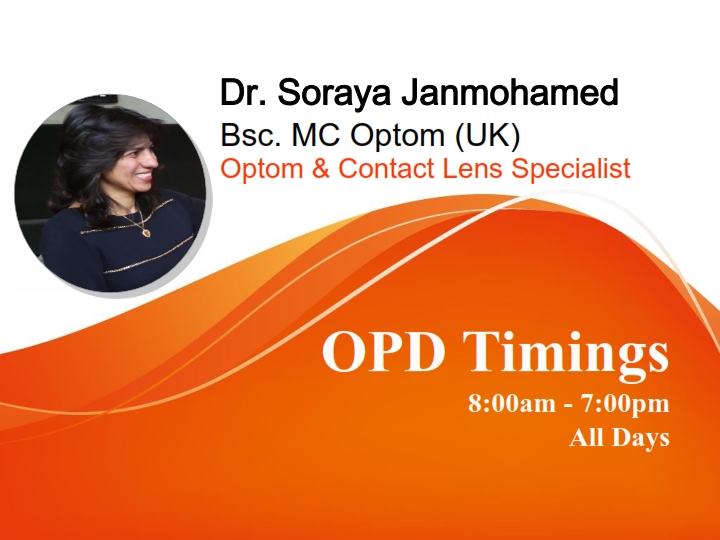 Dr. Soraya Janmohamed
Bsc. MC Optom (UK)
Optom & Contact Lens Specialist
OPD Timings
8:00am - 7:00pm
All Days